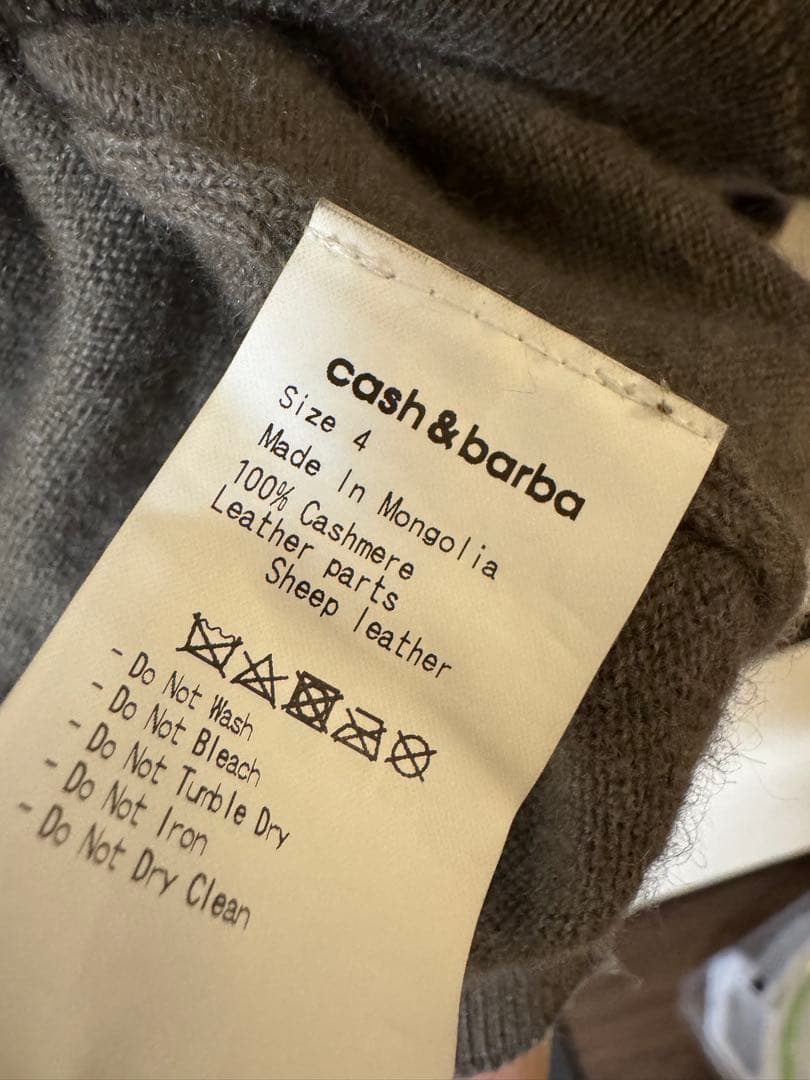 cash&barba
Size 4
Made In Mongolia
100% Cashmere
Leather parts
Sheep leather
- Do Not Wash
- Do Not Bleach
- Do Not Tumble Dry
- Do Not Iron
- Do Not Dry Clean